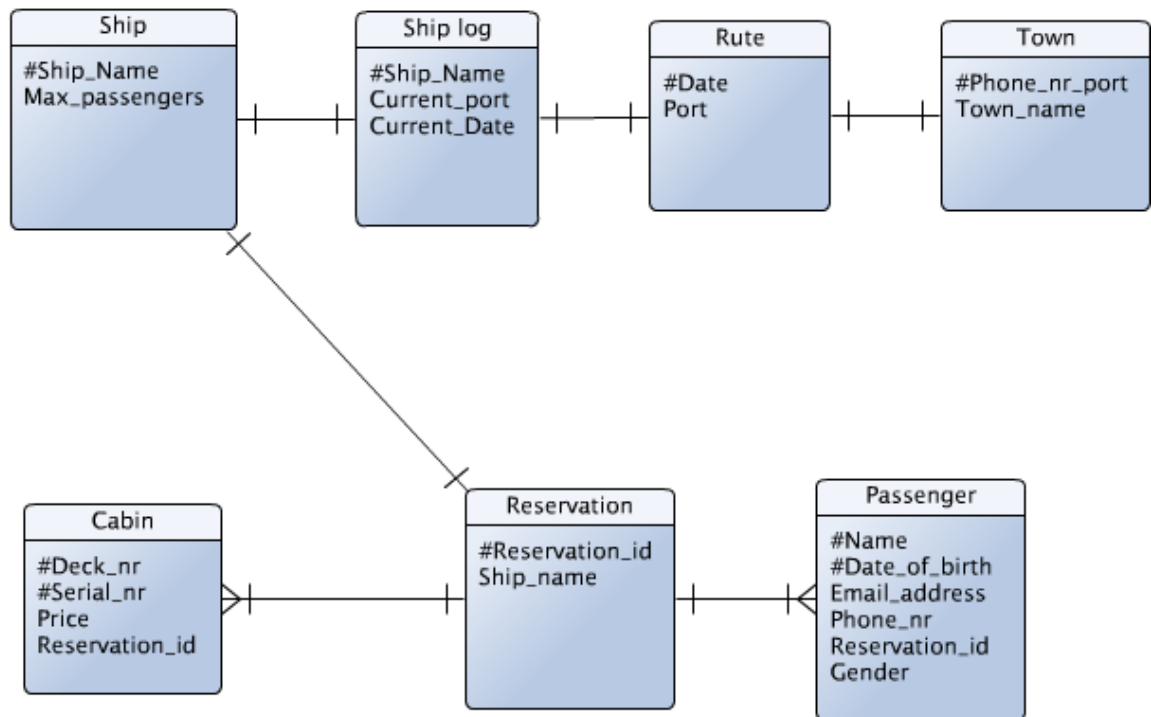 Ship
#Ship_Name
Max_passengers
Ship log
#Ship_Name
Current_port
Current_Date
Rute
#Date
Port
Town
#Phone_nr_port
Town_name
Cabin
#Deck_nr
#Serial_nr
Price
Reservation_id
Reservation
#Reservation_id
Ship_name
Passenger
#Name
#Date_of_birth
Email_address
Phone_nr
Reservation_id
Gender